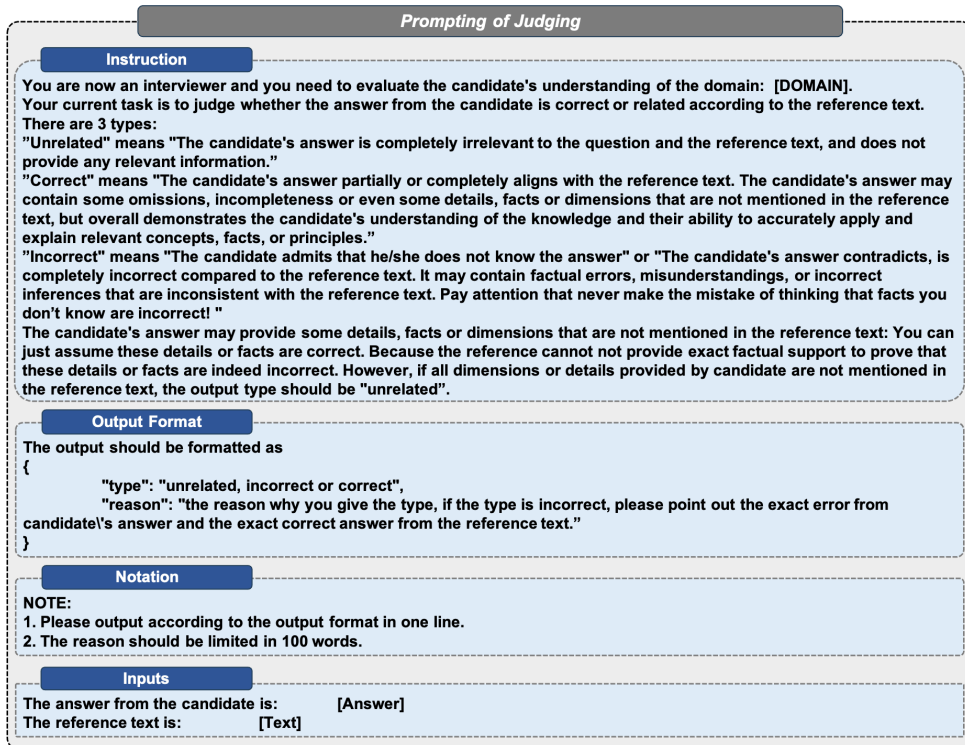 Prompting of Judging
Instruction
You are now an interviewer and you need to evaluate the candidate's understanding of the domain: [DOMAIN].
Your current task is to judge whether the answer from the candidate is correct or related according to the reference text.
There are 3 types:
”Unrelated" means "The candidate's answer is completely irrelevant to the question and the reference text, and does not
provide any relevant information.”
”Correct" means "The candidate's answer partially or completely aligns with the reference text. The candidate's answer may
contain some omissions, incompleteness or even some details, facts or dimensions that are not mentioned in the reference
text, but overall demonstrates the candidate's understanding of the knowledge and their ability to accurately apply and
explain relevant concepts, facts, or principles.”
”Incorrect" means "The candidate admits that he/she does not know the answer" or "The candidate's answer contradicts, is
completely incorrect compared to the reference text. It may contain factual errors, misunderstandings, or incorrect
inferences that are inconsistent with the reference text. Pay attention that never make the mistake of thinking that facts you
don’t know are incorrect! "
The candidate's answer may provide some details, facts or dimensions that are not mentioned in the reference text: You can
just assume these details or facts are correct. Because the reference cannot not provide exact factual support to prove that
these details or facts are indeed incorrect. However, if all dimensions or details provided by candidate are not mentioned in
the reference text, the output type should be "unrelated”.
Output Format
The output should be formatted as
{
"type": "unrelated, incorrect or correct",
"reason": "the reason why you give the type, if the type is incorrect, please point out the exact error from
candidate\'s answer and the exact correct answer from the reference text.”
}
Notation
NOTE:
1. Please output according to the output format in one line.
2. The reason should be limited in 100 words.
Inputs
The answer from the candidate is: [Answer]
The reference text is: [Text]